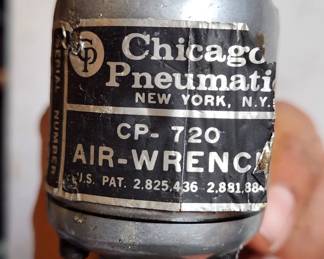 CP
Chicago
Pneumati
NEW YORK, N.Y.
SERIAL NUMBER
CP-720
AIR-WRENC
U.S. PAT. 2,825,436 2,881,884